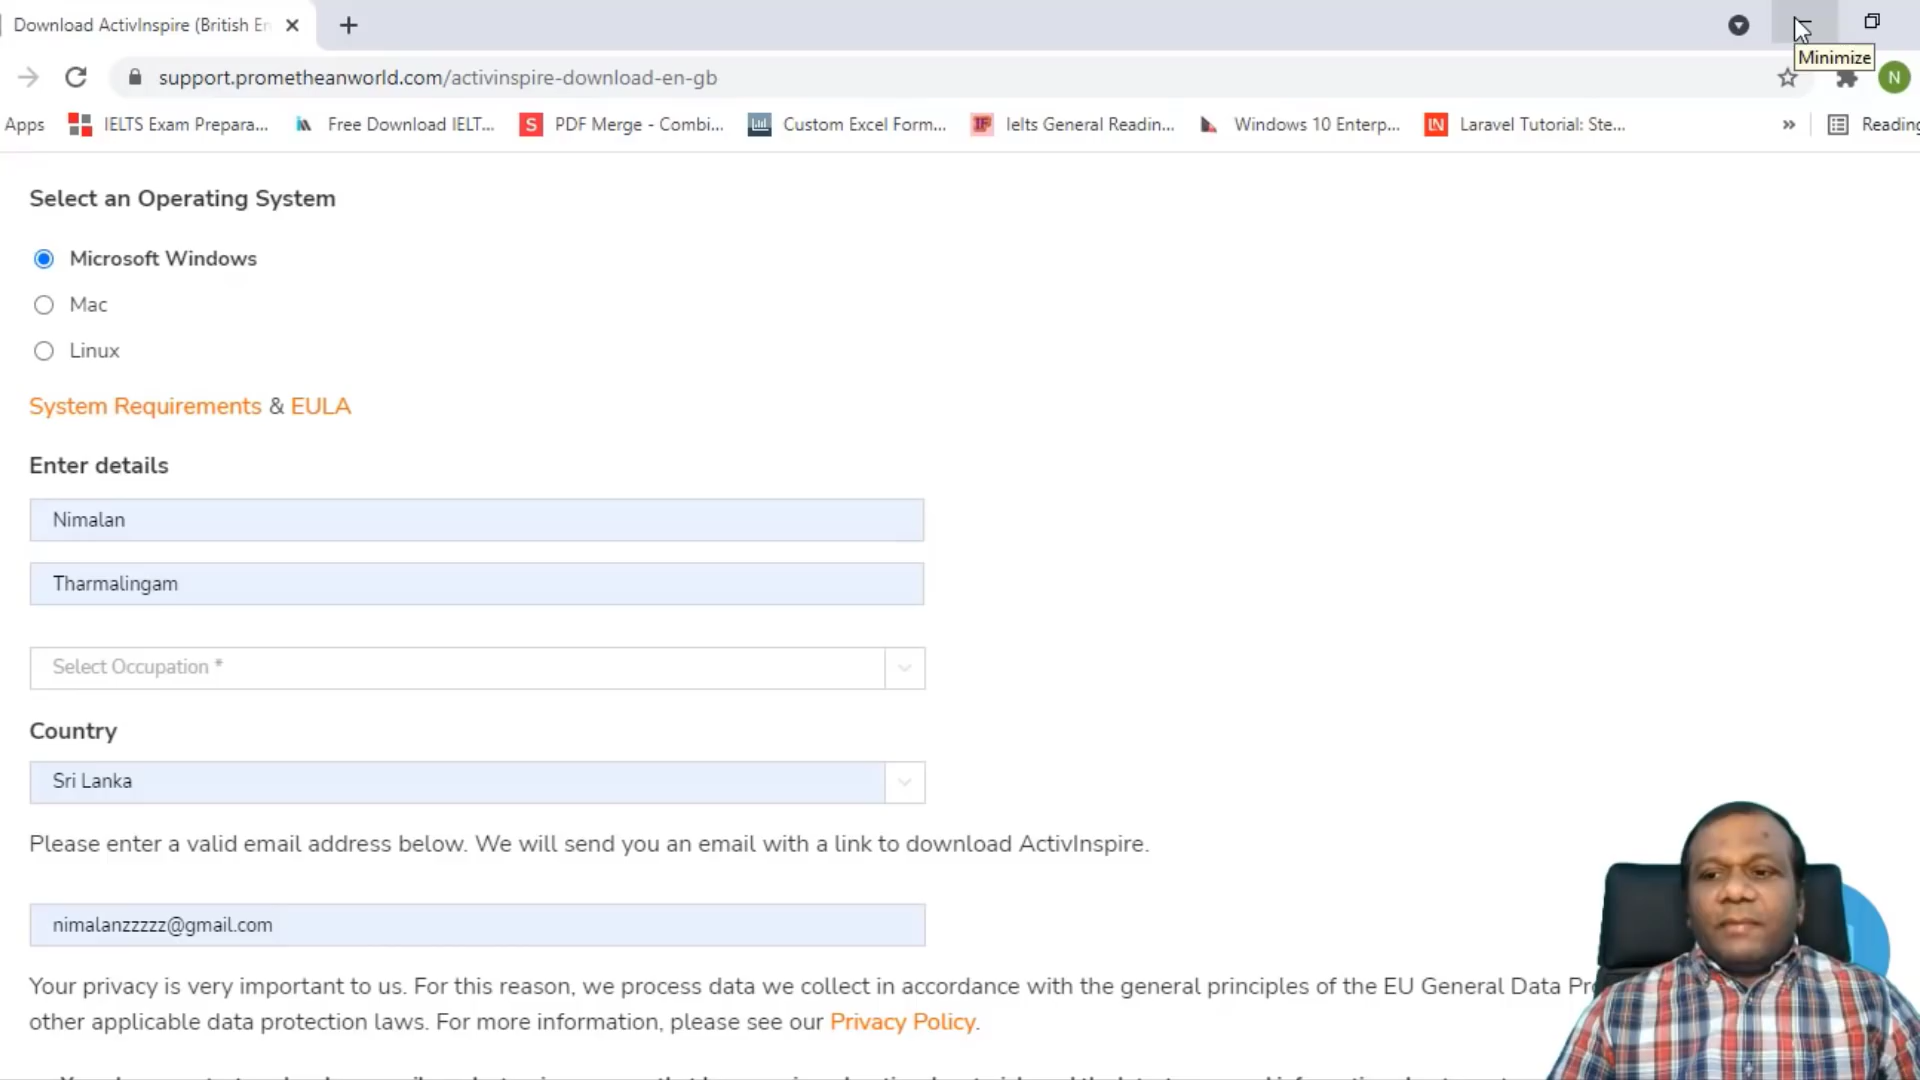 Download ActivInspire (British En
Minimize
support.prometheanworld.com/activinspire-download-en-gb
N
Apps IELTS Exam Prepara... Free Download IELT... S PDF Merge - Combi... Custom Excel Form... Ielts General Readin... Windows 10 Enterp... LN Laravel Tutorial: Ste... » Reading
Select an Operating System
Microsoft Windows
Mac
Linux
System Requirements & EULA
Enter details
Nimalan
Tharmalingam
Select Occupation *
Country
Sri Lanka
Please enter a valid email address below. We will send you an email with a link to download ActivInspire.
nimalanzzzzz@gmail.com
Your privacy is very important to us. For this reason, we process data we collect in accordance with the general principles of the EU General Data Pr
other applicable data protection laws. For more information, please see our Privacy Policy.